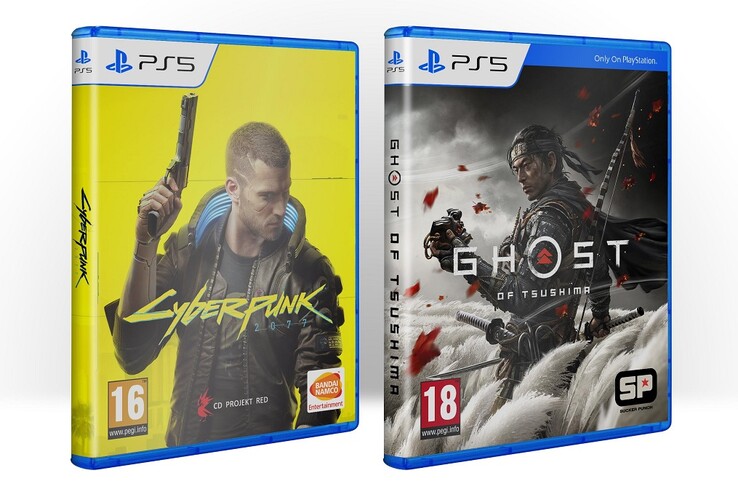 PS5
PS5
CYBERPUNK
CYBERPUNK
2077
16
www.pegi.info
CD PROJEKT RED
BANDAI
NAMCO
Entertainment
PS5
PS5
Only On PlayStation.
GHOST OF TSUSHIMA
GHOST
OF TSUSHIMA
18
www.pegi.info
SP
SUCKER PUNCH